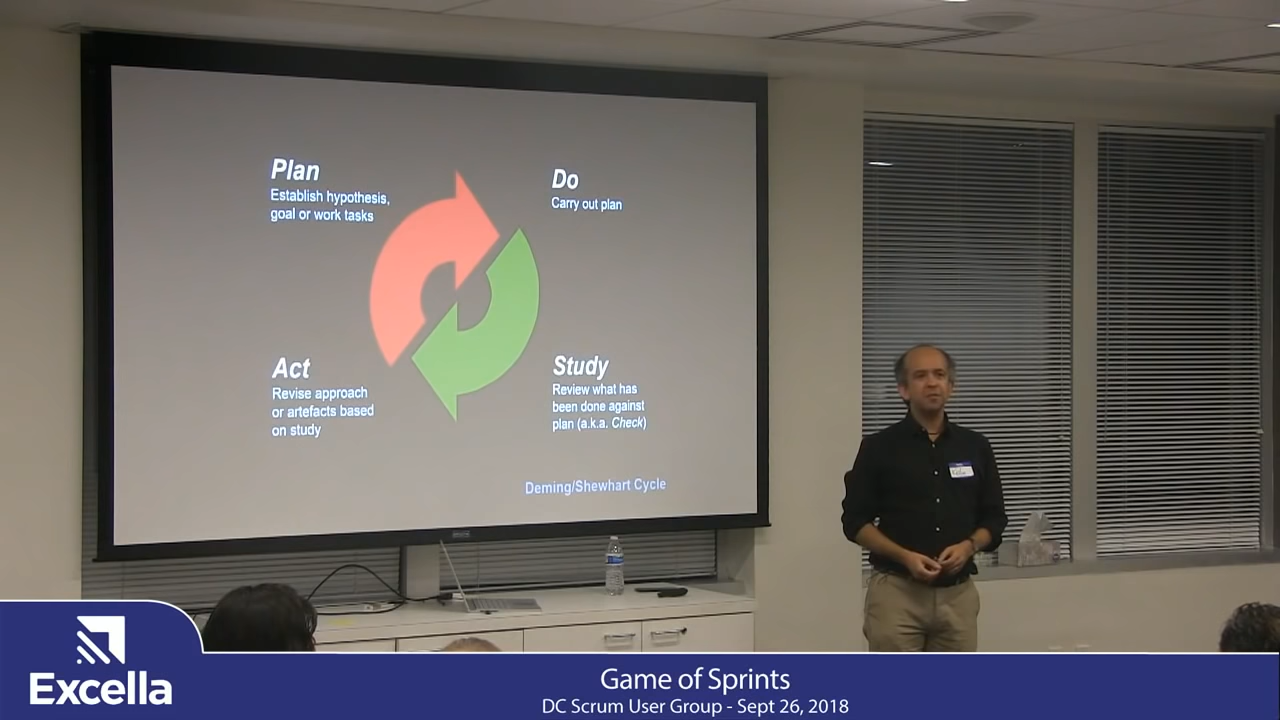 Plan
Establish hypothesis,
goal or work tasks
Do
Carry out plan
Act
Revise approach
or artefacts based
on study
Study
Review what has
been done against
plan (a.k.a. Check)
Deming/Shewhart Cycle
Excella
Game of Sprints
DC Scrum User Group - Sept 26, 2018